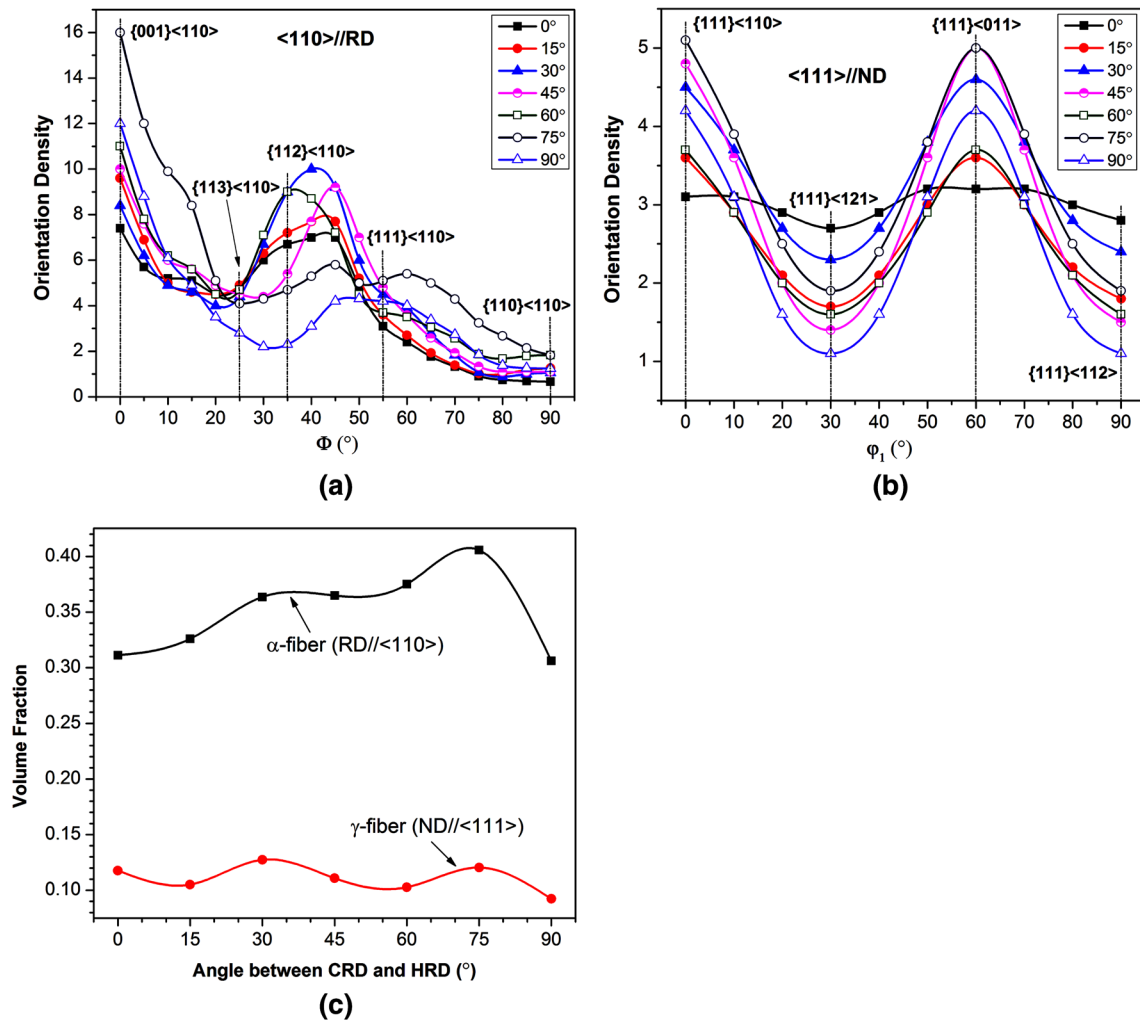 {001}<110>
<110>//RD
0°
15°
30°
45°
60°
75°
90°
{112}<110>
{113}<110>
{111}<110>
{110}<110>
Orientation Density
16
14
12
10
8
6
4
2
0
0 10 20 30 40 50 60 70 80 90
Φ (°)
(a)
{111}<110>
{111}<011>
0°
15°
30°
45°
60°
75°
90°
<111>//ND
{111}<121>
{111}<112>
Orientation Density
5
4
3
2
1
0 10 20 30 40 50 60 70 80 90
φ1 (°)
(b)
Volume Fraction
0.40
0.35
0.30
0.25
0.20
0.15
0.10
α-fiber (RD//<110>)
γ-fiber (ND//<111>)
0 15 30 45 60 75 90
Angle between CRD and HRD (°)
(c)